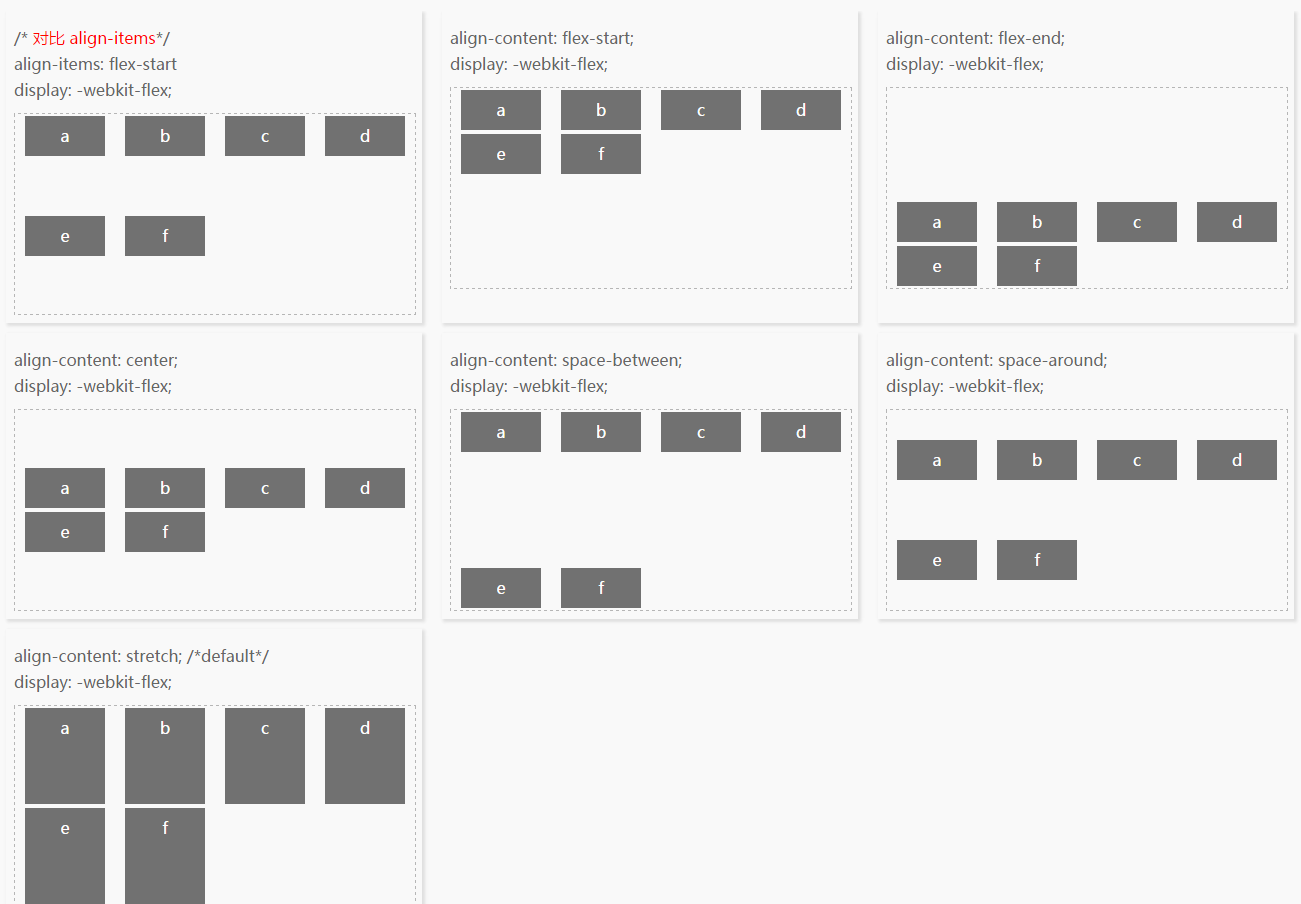 /* 对比 align-items*/
align-items: flex-start
display: -webkit-flex;
a b c d
e f
align-content: flex-start;
display: -webkit-flex;
a b c d
e f
align-content: flex-end;
display: -webkit-flex;
a b c d
e f
align-content: center;
display: -webkit-flex;
a b c d
e f
align-content: space-between;
display: -webkit-flex;
a b c d
e f
align-content: space-around;
display: -webkit-flex;
a b c d
e f
align-content: stretch; /*default*/
display: -webkit-flex;
a b c d
e f